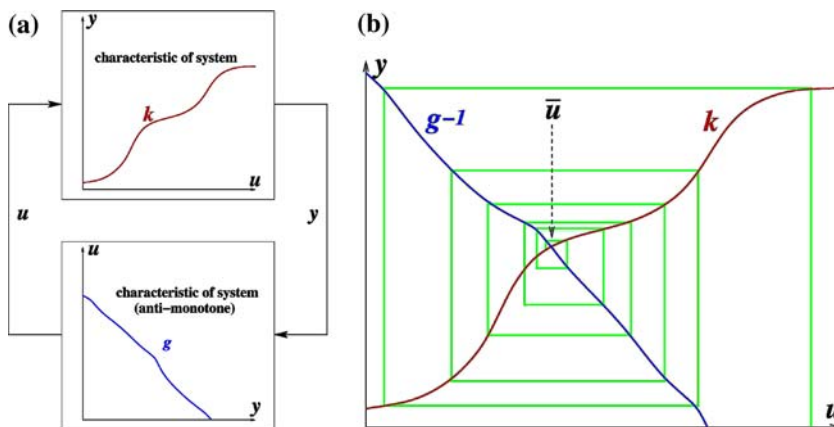 (a)
y
characteristic of system
k
u
u
y
u
characteristic of system
(anti-monotone)
g
y
(b)
y
g-1
ū
k
u